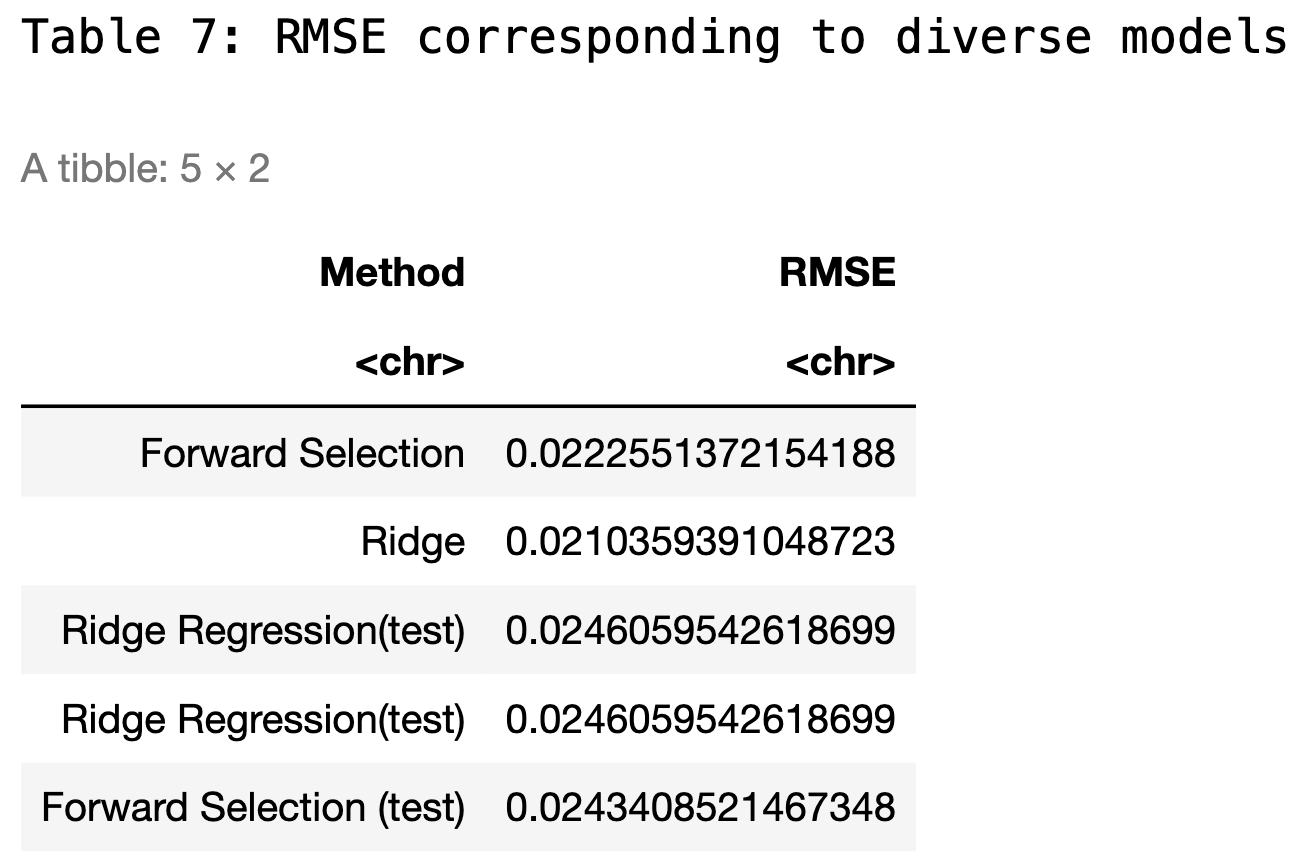 Table 7: RMSE corresponding to diverse models
A tibble: 5 × 2
Method RMSE
<chr> <chr>
Forward Selection 0.0222551372154188
Ridge 0.0210359391048723
Ridge Regression(test) 0.0246059542618699
Ridge Regression(test) 0.0246059542618699
Forward Selection (test) 0.0243408521467348